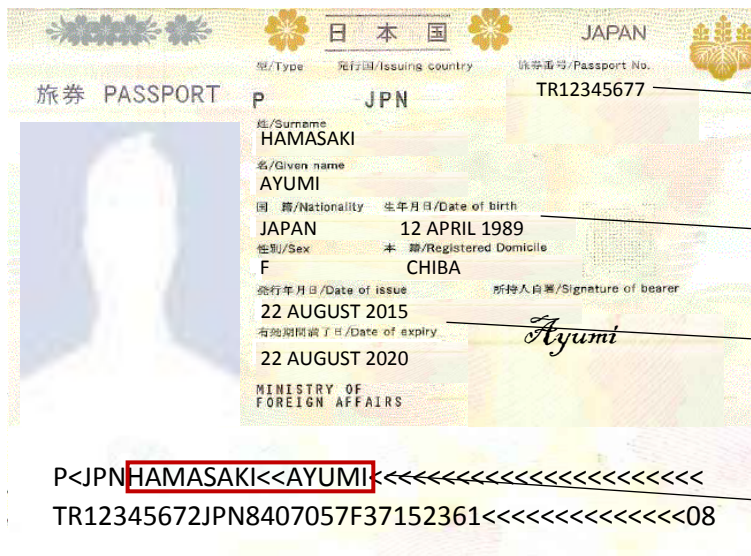 日本国 JAPAN
型/Type 発行国/Issuing country 旅券番号/Passport No.
旅券 PASSPORT P JPN TR12345677
姓/Surname
HAMASAKI
名/Given name
AYUMI
国 籍/Nationality 生年月日/Date of birth
JAPAN 12 APRIL 1989
性別/Sex 本 籍/Registered Domicile
F CHIBA
発行年月日/Date of issue 所持人自署/Signature of bearer
22 AUGUST 2015
Ayumi
有効期間満了日/Date of expiry
22 AUGUST 2020
MINISTRY OF
FOREIGN AFFAIRS
P<JPNHAMASAKI<<AYUMI<<<<<<<<<<<<<<<<<<<<<<<<
TR12345672JPN8407057F37152361<<<<<<<<<<<<<<08